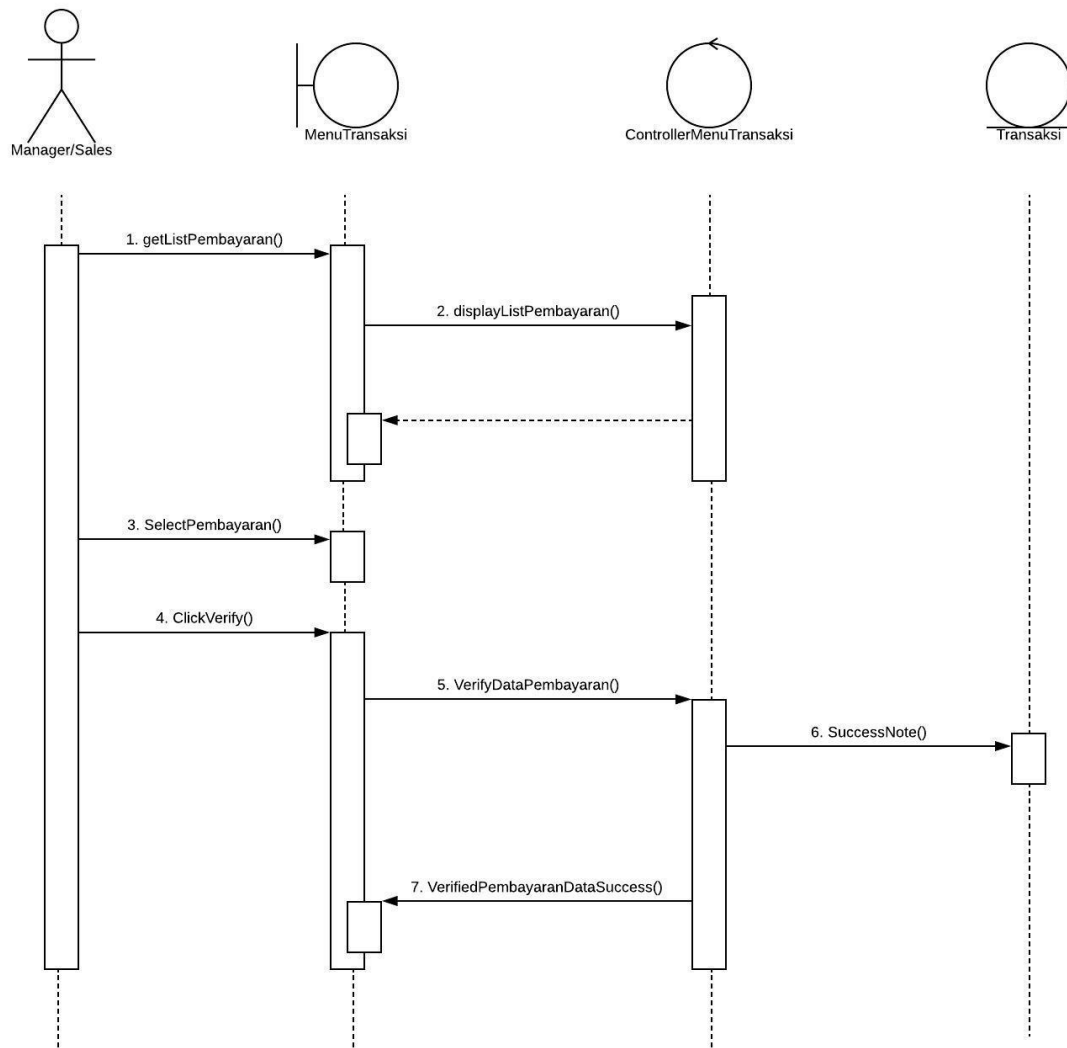 Manager/Sales
MenuTransaksi
ControllerMenuTransaksi
Transaksi
1. getListPembayaran()
2. displayListPembayaran()
3. SelectPembayaran()
4. ClickVerify()
5. VerifyDataPembayaran()
6. SuccessNote()
7. VerifiedPembayaranDataSuccess()